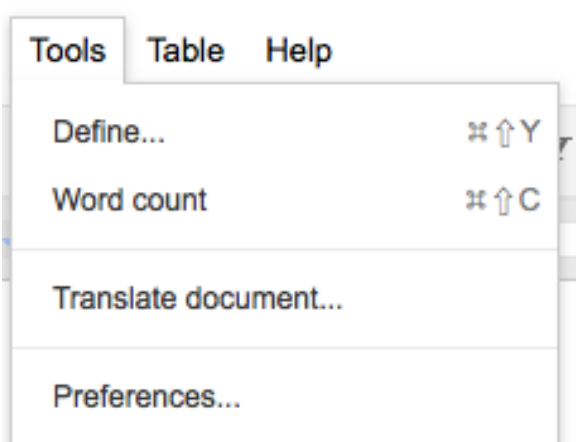 Tools Table Help
Define... ⌘⇧Y
Word count ⌘⇧C
Translate document...
Preferences...